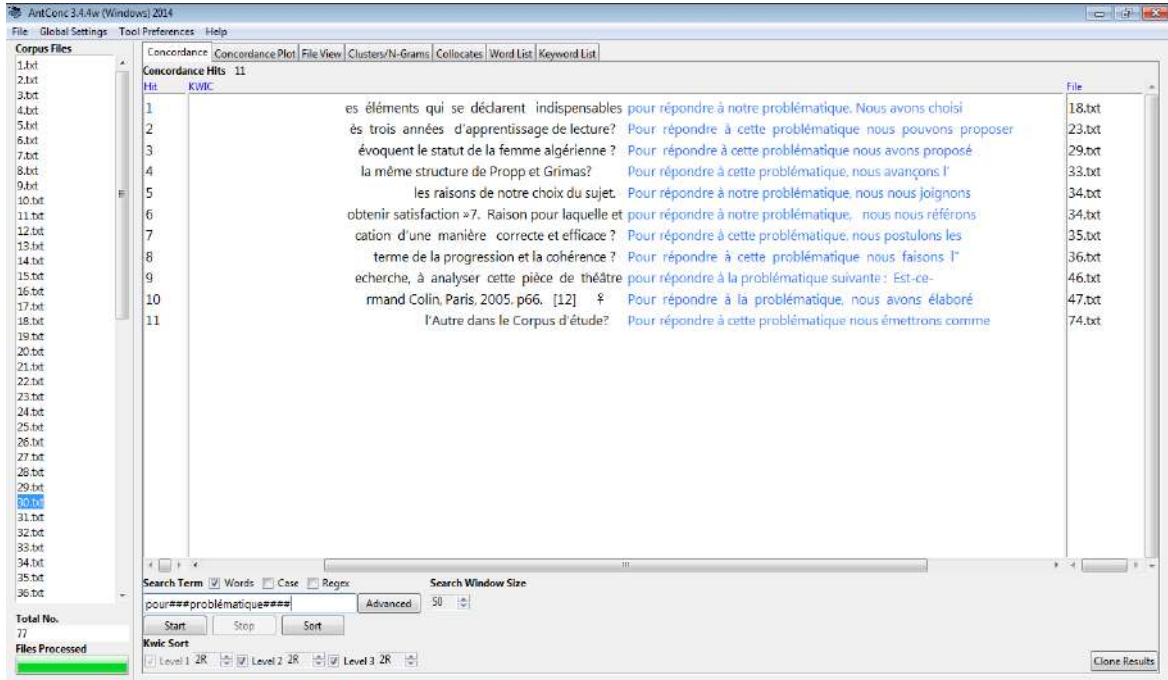 AntConc 3.4.4w (Windows) 2014
File Global Settings Tool Preferences Help
Corpus Files
1.txt
2.txt
3.txt
4.txt
5.txt
6.txt
7.txt
8.txt
9.txt
10.txt
11.txt
12.txt
13.txt
14.txt
15.txt
16.txt
17.txt
18.txt
19.txt
20.txt
21.txt
22.txt
23.txt
24.txt
25.txt
26.txt
27.txt
28.txt
29.txt
30.txt
31.txt
32.txt
33.txt
34.txt
35.txt
36.txt
Total No.
77
Files Processed
Concordance Concordance Plot File View Clusters/N-Grams Collocates Word List Keyword List
Concordance Hits 11
Hit KWIC File
1 es éléments qui se déclarent indispensables pour répondre à notre problématique. Nous avons choisi 18.txt
2 ès trois années d'apprentissage de lecture? Pour répondre à cette problématique nous pouvons proposer 23.txt
3 évoquent le statut de la femme algérienne ? Pour répondre à cette problématique nous avons proposé 29.txt
4 la même structure de Propp et Grimas? Pour répondre à cette problématique, nous avançons l' 33.txt
5 les raisons de notre choix du sujet. Pour répondre à notre problématique, nous nous joignons 34.txt
6 obtenir satisfaction »7. Raison pour laquelle et pour répondre à notre problématique, nous nous référons 34.txt
7 cation d'une manière correcte et efficace ? Pour répondre à cette problématique, nous postulons les 35.txt
8 terme de la progression et la cohérence ? Pour répondre à cette problématique nous faisons l" 36.txt
9 echerche, à analyser cette pièce de théâtre pour répondre à la problématique suivante : Est-ce- 46.txt
10 rmand Colin, Paris, 2005. p66. [12] ♀ Pour répondre à la problématique, nous avons élaboré 47.txt
11 l'Autre dans le Corpus d'étude? Pour répondre à cette problématique nous émettrons comme 74.txt
Search Term Words Case Regex Search Window Size
pour###problématique#### Advanced 50
Start Stop Sort
Kwic Sort
Level 1 2R Level 2 2R Level 3 2R
Clone Results